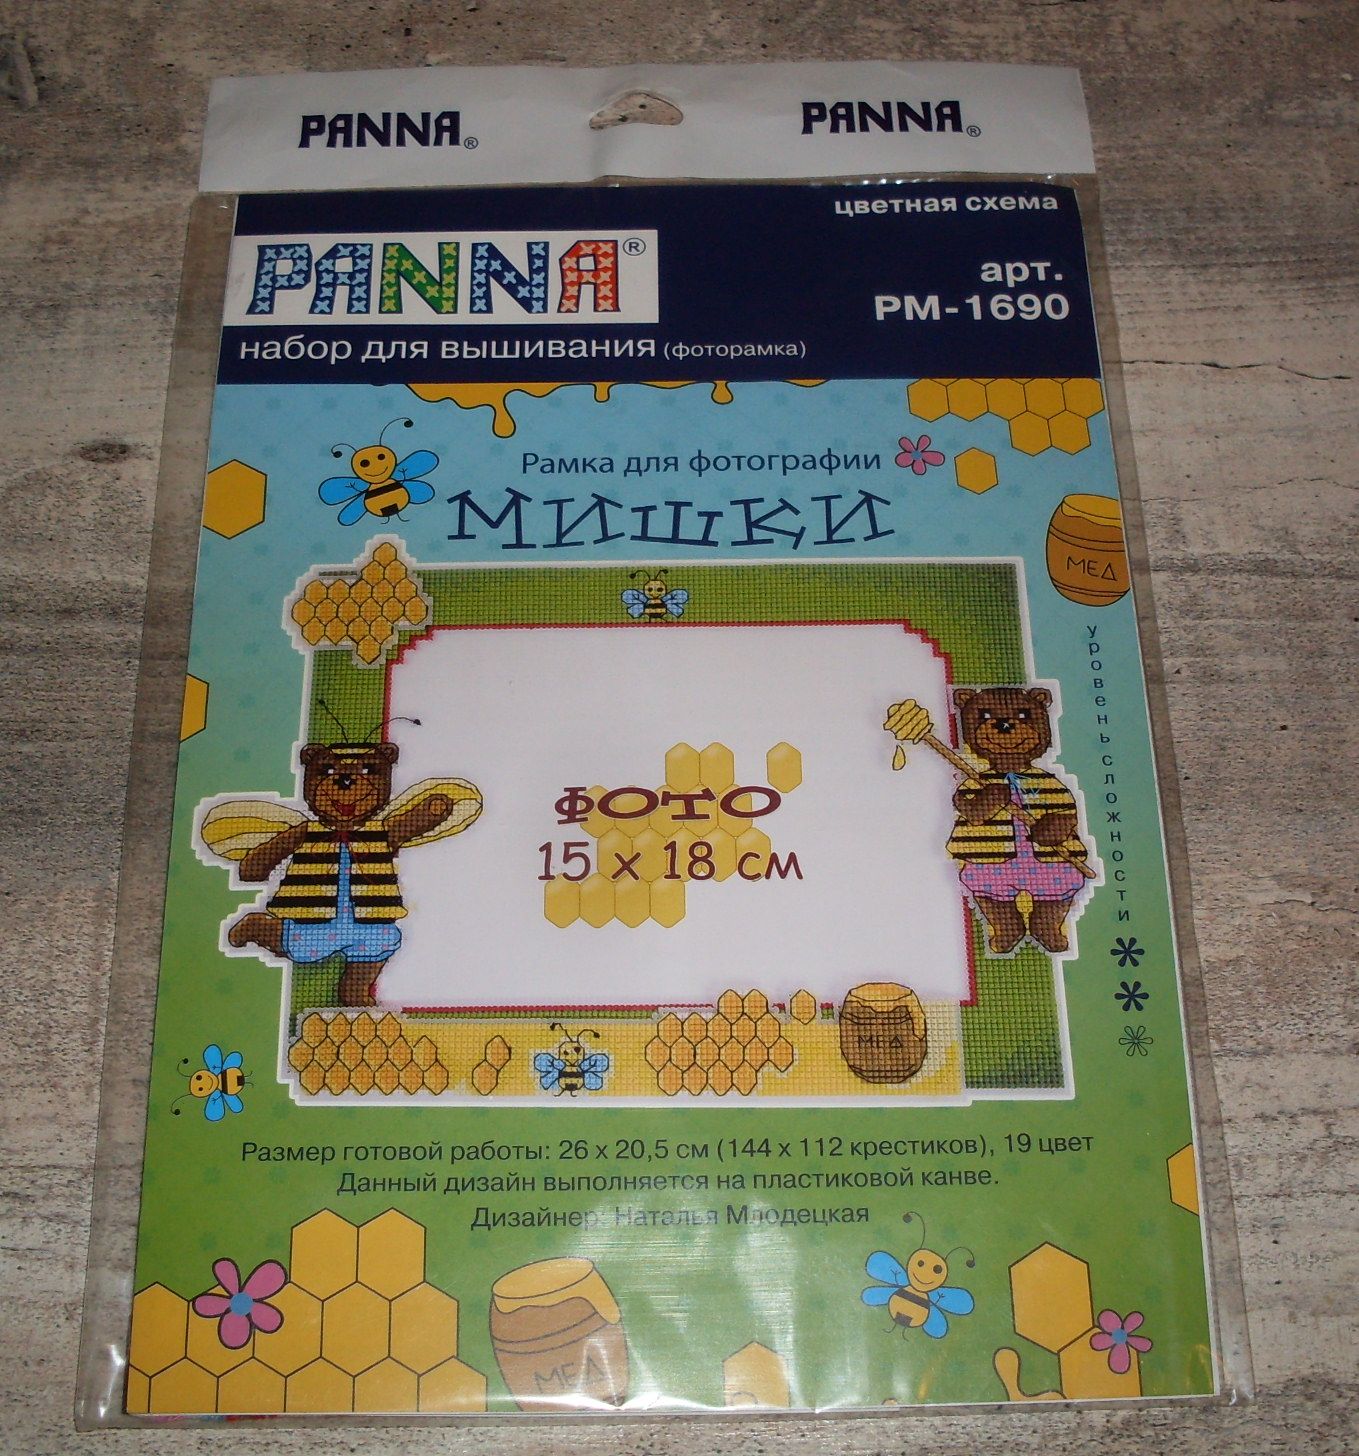 PANNA® PANNA®
цветная схема
PANNA®
арт.
РМ-1690
набор для вышивания (фоторамка)
Рамка для фотографии
МИШКИ
МЕД
уровень сложности
ФОТО
15 х 18 см
МЕД
Размер готовой работы: 26 х 20,5 см (144 х 112 крестиков), 19 цвет
Данный дизайн выполняется на пластиковой канве.
Дизайнер: Наталья Млодецкая
МЕД